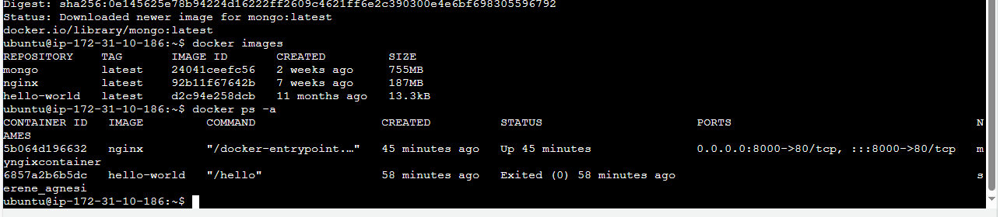 Digest: sha256:0e145625e78b94224d16222ff2609c4621ff6e2c390300e4e6bf698305596792
Status: Downloaded newer image for mongo:latest
docker.io/library/mongo:latest
ubuntu@ip-172-31-10-186:~$ docker images
REPOSITORY    TAG       IMAGE ID       CREATED         SIZE
mongo         latest    24041ceefc56   2 weeks ago     755MB
nginx         latest    92b11f67642b   7 weeks ago     187MB
hello-world   latest    d2c94e258dcb   11 months ago   13.3kB
ubuntu@ip-172-31-10-186:~$ docker ps -a
CONTAINER ID   IMAGE         COMMAND                  CREATED          STATUS                      PORTS                                   N
AMES
5b064d196632   nginx         "/docker-entrypoint.…"   45 minutes ago   Up 45 minutes               0.0.0.0:8000->80/tcp, :::8000->80/tcp   m
yngixcontainer
6857a2b6b5dc   hello-world   "/hello"                 58 minutes ago   Exited (0) 58 minutes ago                                           s
erene_agnesi
ubuntu@ip-172-31-10-186:~$